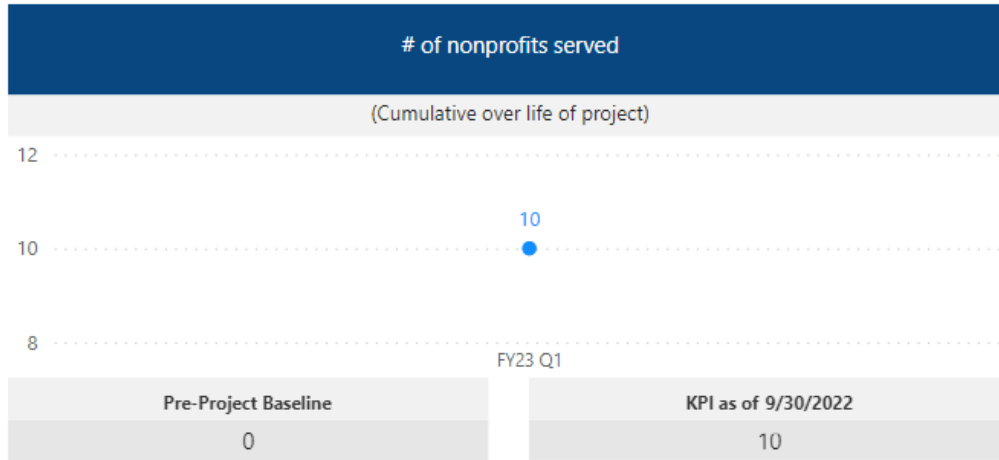 # of nonprofits served
(Cumulative over life of project)
12
10
10
8
FY23 Q1
Pre-Project Baseline
KPI as of 9/30/2022
0
10